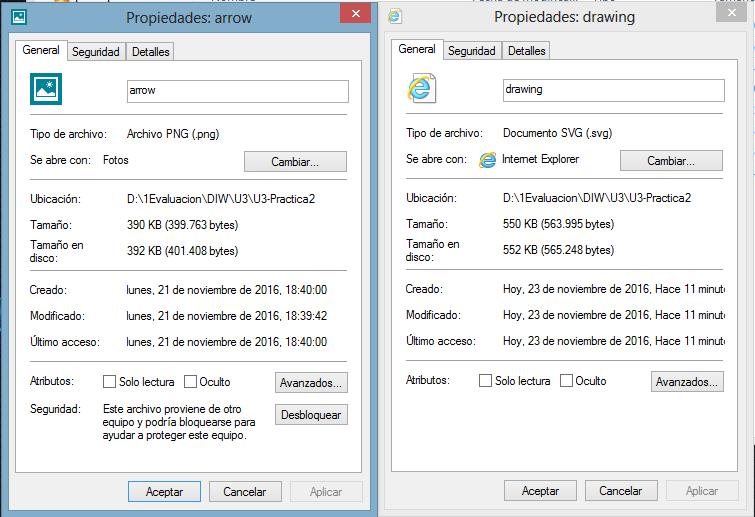 Propiedades: arrow
General
Seguridad
Detalles
arrow
Tipo de archivo: Archivo PNG (.png)
Se abre con: Fotos
Cambiar...
Ubicación: D:\1Evaluacion\DIW\U3\U3-Practica2
Tamaño: 390 KB (399.763 bytes)
Tamaño en
disco: 392 KB (401.408 bytes)
Creado: lunes, 21 de noviembre de 2016, 18:40:00
Modificado: lunes, 21 de noviembre de 2016, 18:39:42
Último acceso: lunes, 21 de noviembre de 2016, 18:40:00
Atributos: Solo lectura Oculto Avanzados...
Seguridad: Este archivo proviene de otro
equipo y podría bloquearse para
ayudar a proteger este equipo.
Desbloquear
Aceptar Cancelar Aplicar
Propiedades: drawing
General
Seguridad
Detalles
drawing
Tipo de archivo: Documento SVG (.svg)
Se abre con: Internet Explorer
Cambiar...
Ubicación: D:\1Evaluacion\DIW\U3\U3-Practica2
Tamaño: 550 KB (563.995 bytes)
Tamaño en
disco: 552 KB (565.248 bytes)
Creado: Hoy, 23 de noviembre de 2016, Hace 11 minuto
Modificado: Hoy, 23 de noviembre de 2016, Hace 11 minuto
Último acceso: Hoy, 23 de noviembre de 2016, Hace 11 minuto
Atributos: Solo lectura Oculto Avanzados...
Aceptar Cancelar Aplicar